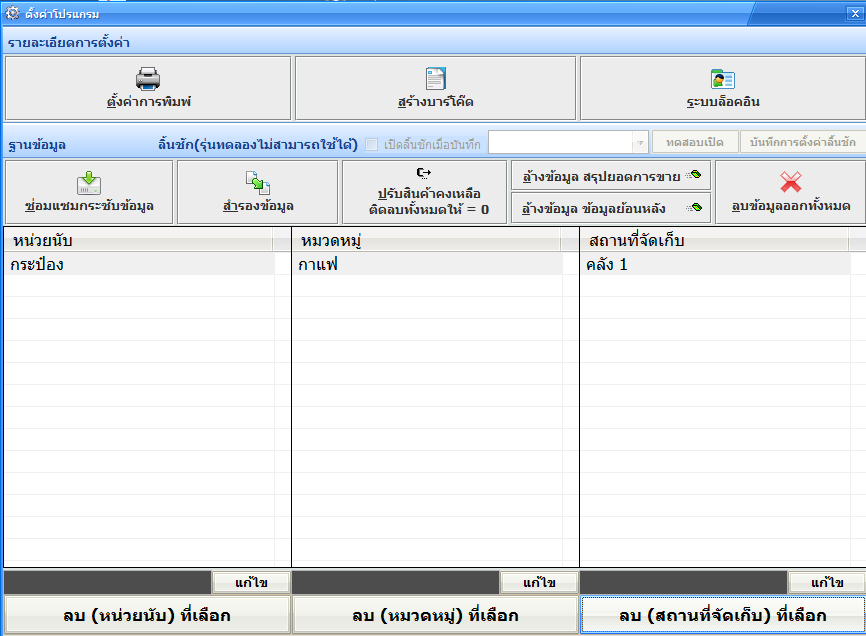 ตั้งค่าโปรแกรม
รายละเอียดการตั้งค่า
ตั้งค่าการพิมพ์
สร้างบาร์โค๊ด
ระบบล็อคอิน
ฐานข้อมูล
ลิ้นชัก(รุ่นทดลองไม่สามารถใช้ได้)
เปิดลิ้นชักเมื่อบันทึก
ทดสอบเปิด
บันทึกการตั้งค่าลิ้นชัก
ซ่อมแซมกระชับข้อมูล
สำรองข้อมูล
ปรับสินค้าคงเหลือ
ติดลบทั้งหมดให้ = 0
ล้างข้อมูล สรุปยอดการขาย
ล้างข้อมูล ข้อมูลย้อนหลัง
ลบข้อมูลออกทั้งหมด
หน่วยนับ
หมวดหมู่
สถานที่จัดเก็บ
กระป๋อง
กาแฟ
คลัง 1
แก้ไข
แก้ไข
แก้ไข
ลบ (หน่วยนับ) ที่เลือก
ลบ (หมวดหมู่) ที่เลือก
ลบ (สถานที่จัดเก็บ) ที่เลือก